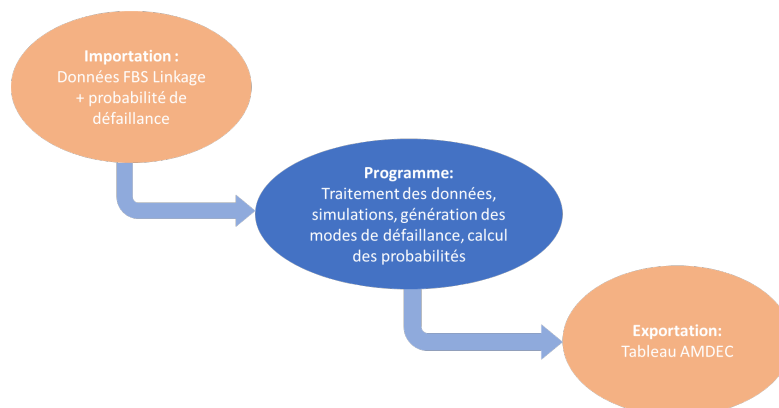 Importation :
Données FBS Linkage
+ probabilité de
défaillance
Programme:
Traitement des données,
simulations, génération des
modes de défaillance, calcul
des probabilités
Exportation:
Tableau AMDEC